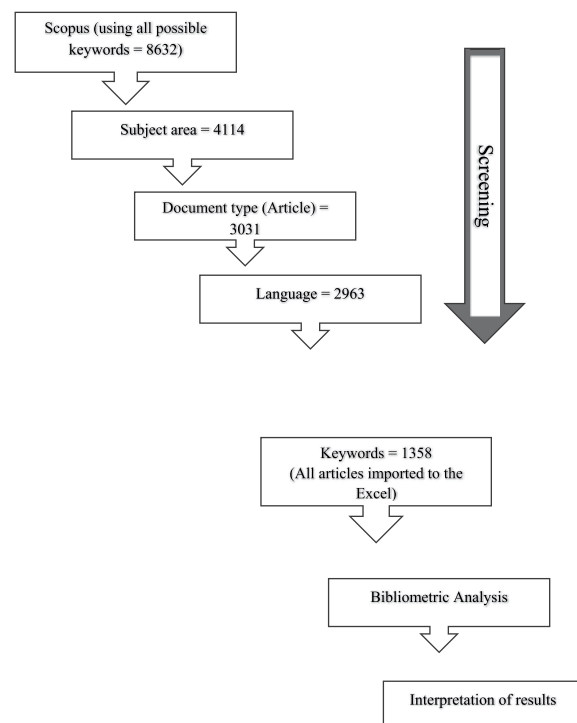 Scopus (using all possible
keywords = 8632)
Subject area = 4114
Screening
Document type (Article) =
3031
Language = 2963
Keywords = 1358
(All articles imported to the
Excel)
Bibliometric Analysis
Interpretation of results